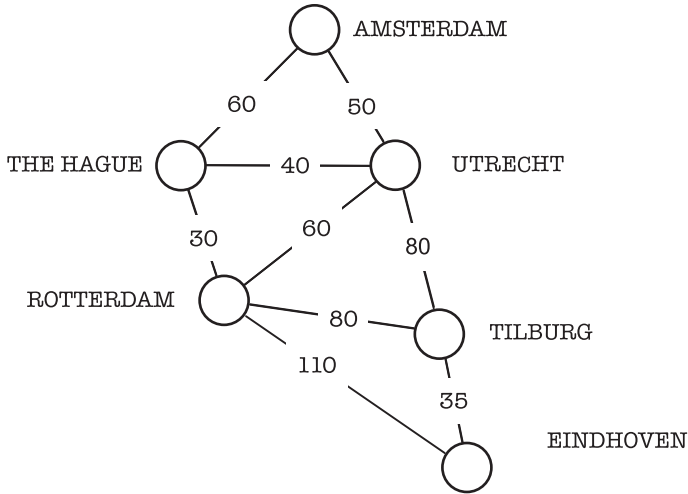 AMSTERDAM
60
50
THE HAGUE
40
UTRECHT
30
60
80
ROTTERDAM
80
TILBURG
110
35
EINDHOVEN